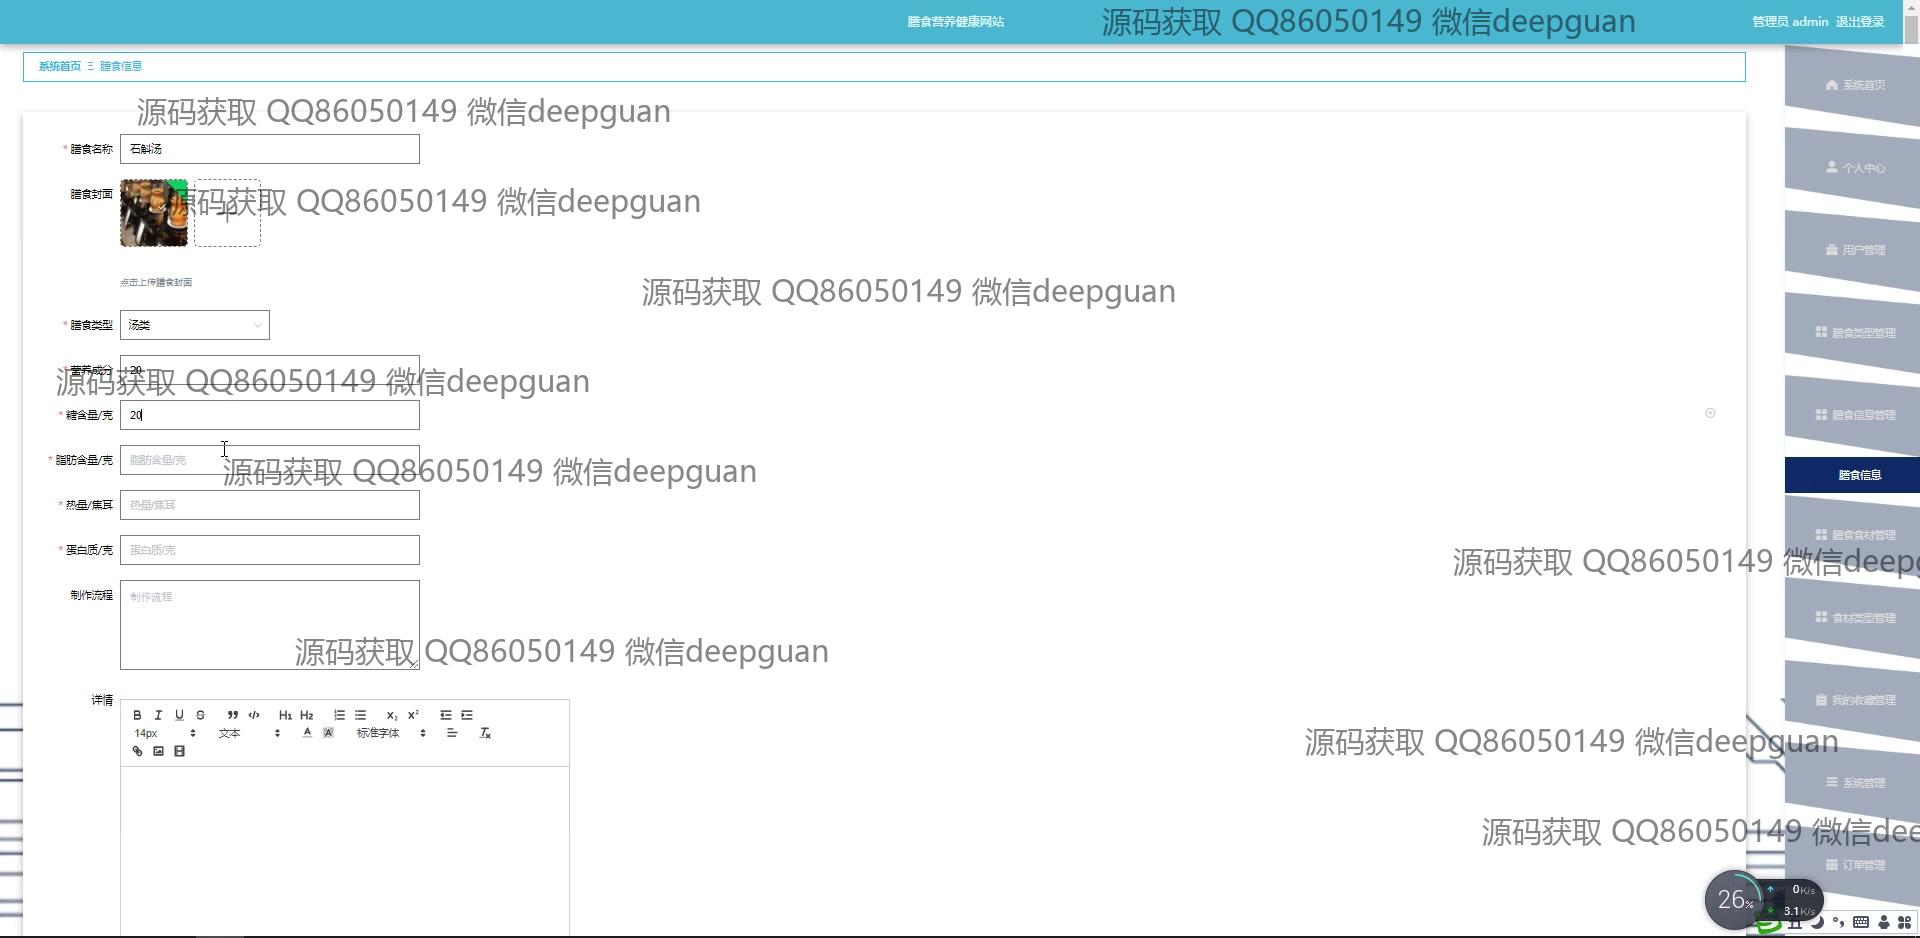 膳食营养健康网站
源码获取 QQ86050149 微信deepguan
管理员 admin 退出登录
系统首页 Ξ 膳食信息
源码获取 QQ86050149 微信deepguan
* 膳食名称 石斛汤
膳食封面
源码获取 QQ86050149 微信deepguan
点击上传膳食封面
源码获取 QQ86050149 微信deepguan
* 膳食类型 汤类
* 营养成分 20
源码获取 QQ86050149 微信deepguan
* 糖含量/克 20
* 脂肪含量/克 脂肪含量/克
源码获取 QQ86050149 微信deepguan
* 热量/焦耳 热量/焦耳
* 蛋白质/克 蛋白质/克
源码获取 QQ86050149 微信deep
制作流程 制作流程
源码获取 QQ86050149 微信deepguan
详情
B I U S H1 H2 X2 X2
14px 文本 A A 标准字体 Tx
源码获取 QQ86050149 微信deepguan
源码获取 QQ86050149 微信dee
系统首页
个人中心
用户管理
膳食类型管理
膳食信息管理
膳食信息
膳食食材管理
食材类型管理
我的收藏管理
系统管理
订单管理
26%
0K/s
3.1K/s